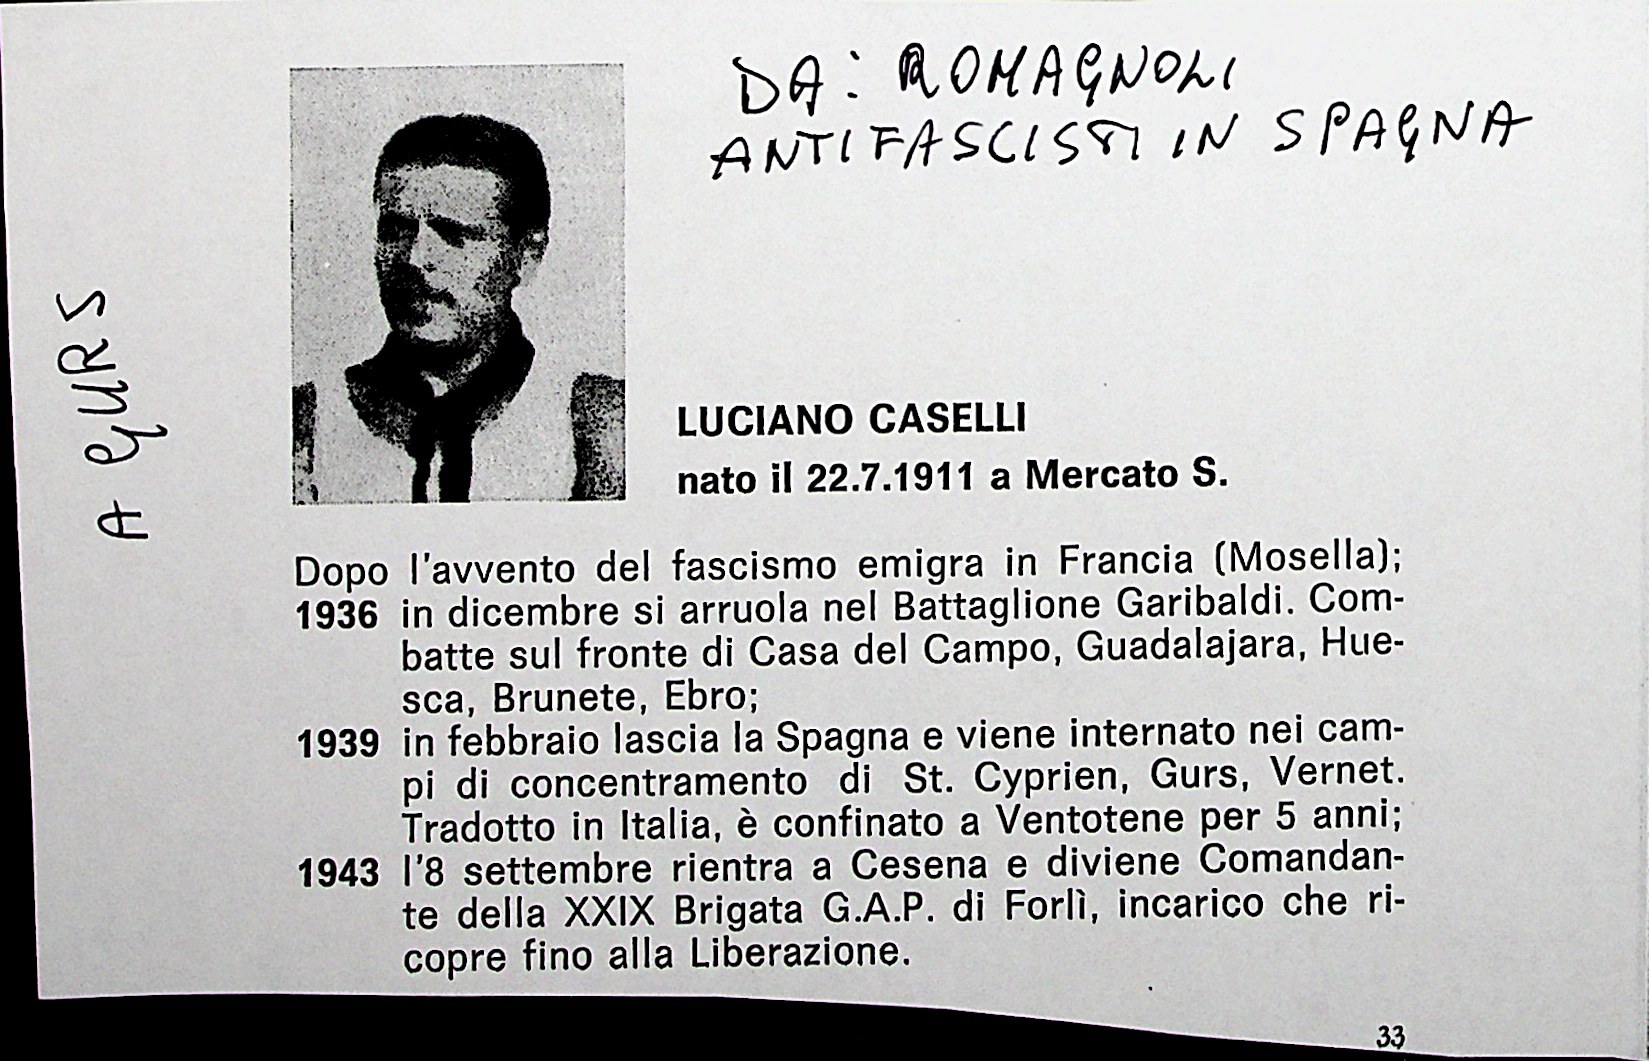 DA: ROMAGNOLI
ANTIFASCISTI IN SPAGNA
A GURS
LUCIANO CASELLI
nato il 22.7.1911 a Mercato S.
Dopo l'avvento del fascismo emigra in Francia (Mosella);
1936 in dicembre si arruola nel Battaglione Garibaldi. Com-
batte sul fronte di Casa del Campo, Guadalajara, Hue-
sca, Brunete, Ebro;
1939 in febbraio lascia la Spagna e viene internato nei cam-
pi di concentramento di St. Cyprien, Gurs, Vernet.
Tradotto in Italia, è confinato a Ventotene per 5 anni;
1943 l'8 settembre rientra a Cesena e diviene Comandan-
te della XXIX Brigata G.A.P. di Forlì, incarico che ri-
copre fino alla Liberazione.
33